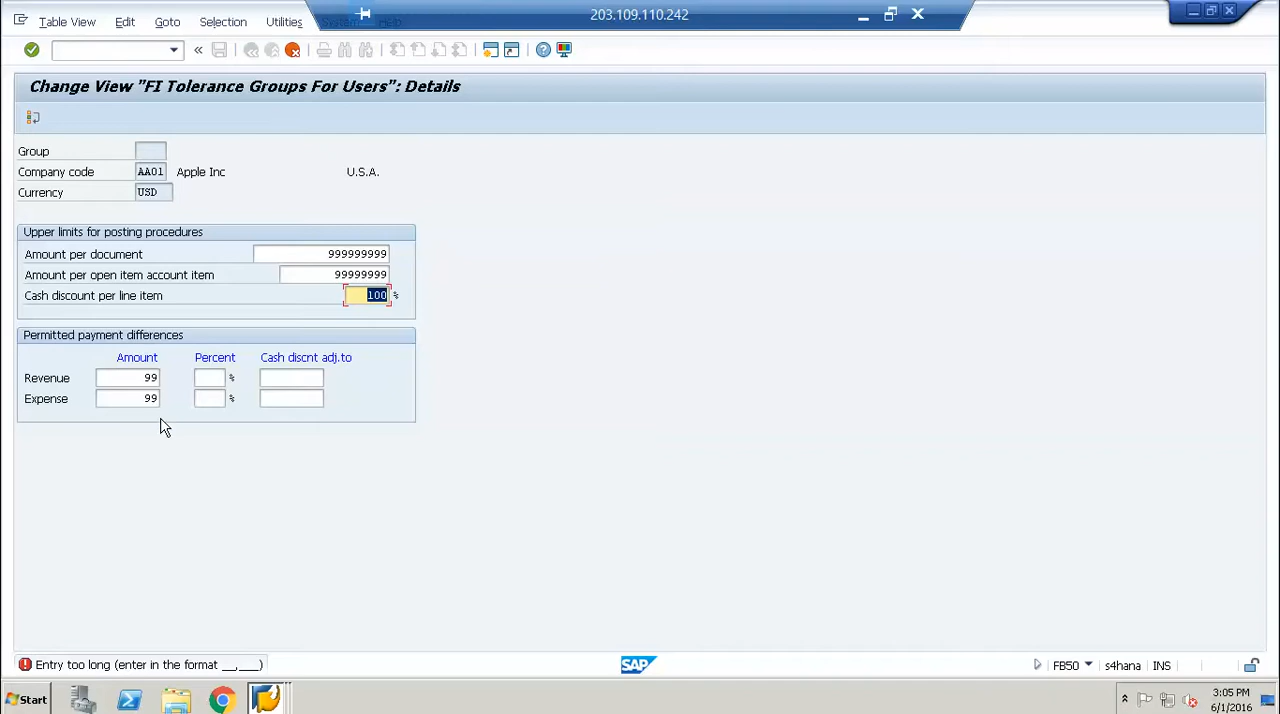 203.109.110.242
Table View Edit Goto Selection Utilities System Help
Change View "FI Tolerance Groups For Users": Details
Group
Company code AA01 Apple Inc U.S.A.
Currency USD
Upper limits for posting procedures
Amount per document 999999999
Amount per open item account item 99999999
Cash discount per line item 100 %
Permitted payment differences
Amount Percent Cash discnt adj.to
Revenue 99 %
Expense 99 %
Entry too long (enter in the format __,___)
SAP
FB50 s4hana INS
Start
3:05 PM
6/1/2016